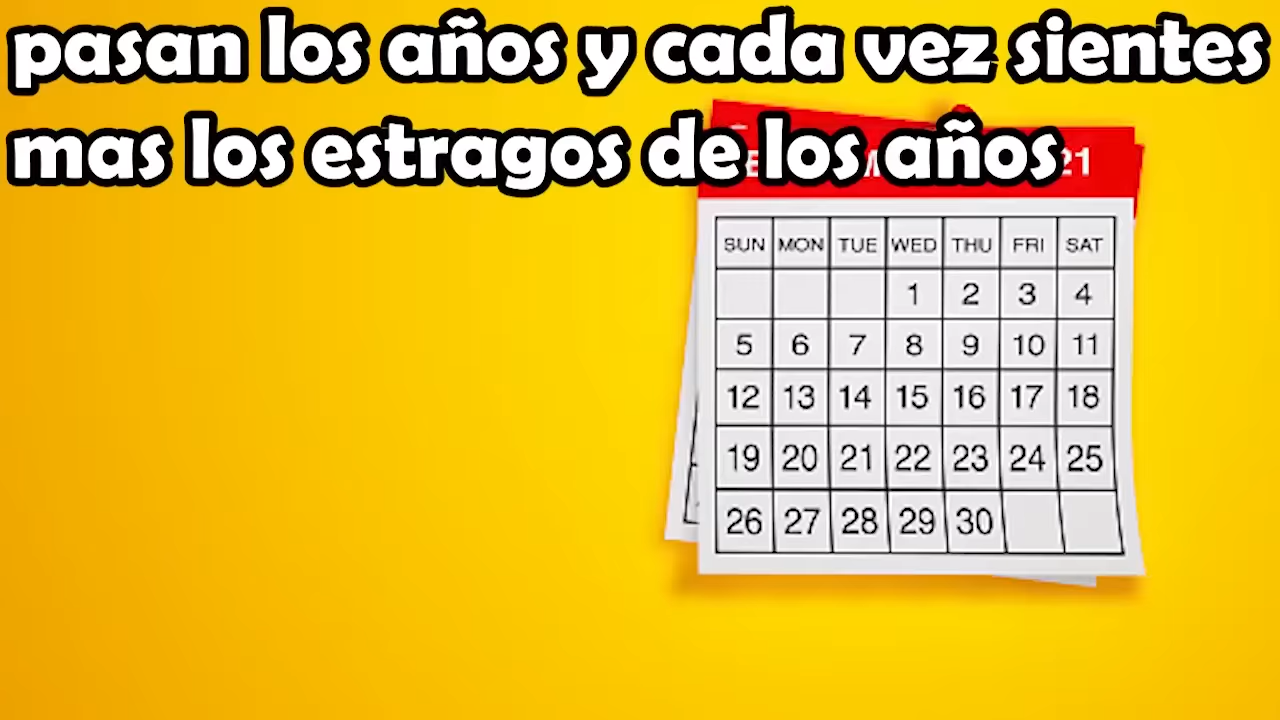 pasan los años y cada vez sientes
mas los estragos de los años
21
SUN MON TUE WED THU FRI SAT
1 2 3 4
5 6 7 8 9 10 11
12 13 14 15 16 17 18
19 20 21 22 23 24 25
26 27 28 29 30